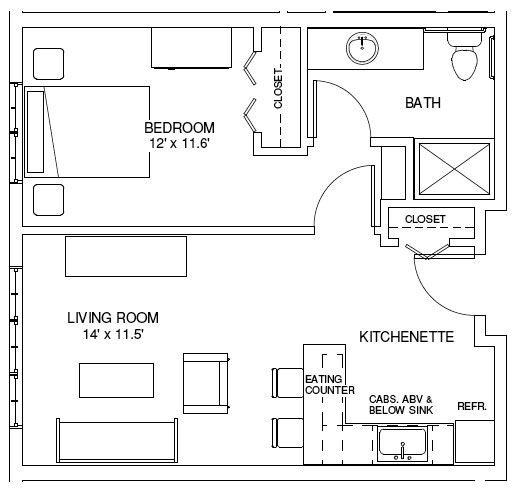 CLOSET
BATH
BEDROOM
12' x 11.6'
CLOSET
LIVING ROOM
14' x 11.5'
KITCHENETTE
EATING
COUNTER
CABS. ABV &
BELOW SINK
REFR.